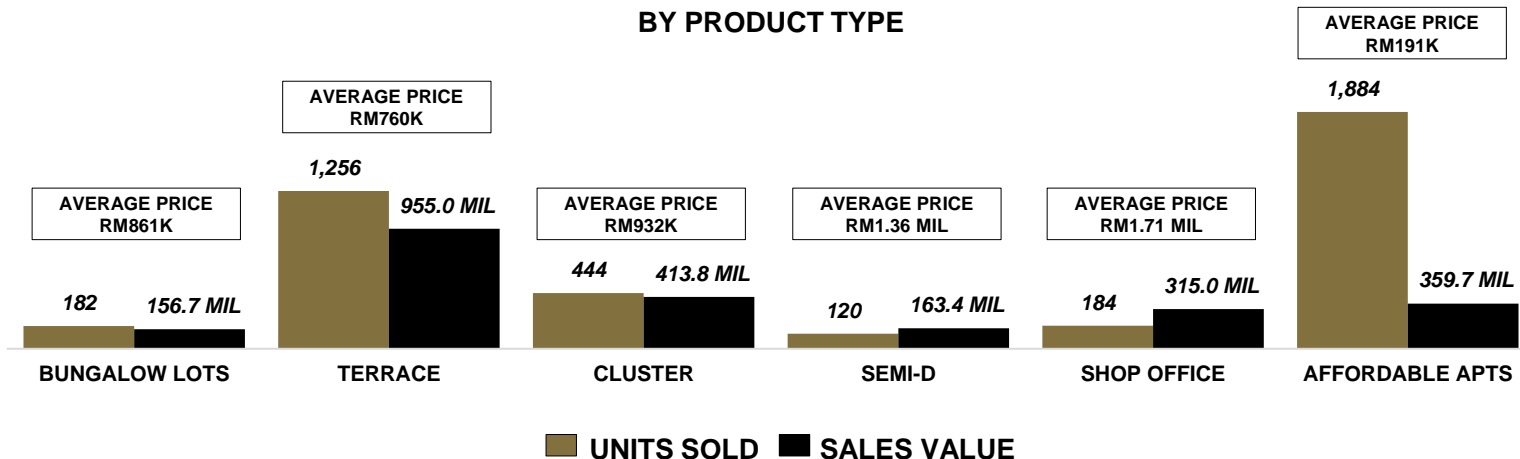 BY PRODUCT TYPE
AVERAGE PRICE
RM861K
182
156.7 MIL
BUNGALOW LOTS
AVERAGE PRICE
RM760K
1,256
955.0 MIL
TERRACE
AVERAGE PRICE
RM932K
444
413.8 MIL
CLUSTER
AVERAGE PRICE
RM1.36 MIL
120
163.4 MIL
SEMI-D
AVERAGE PRICE
RM1.71 MIL
184
315.0 MIL
SHOP OFFICE
AVERAGE PRICE
RM191K
1,884
359.7 MIL
AFFORDABLE APTS
UNITS SOLD
SALES VALUE